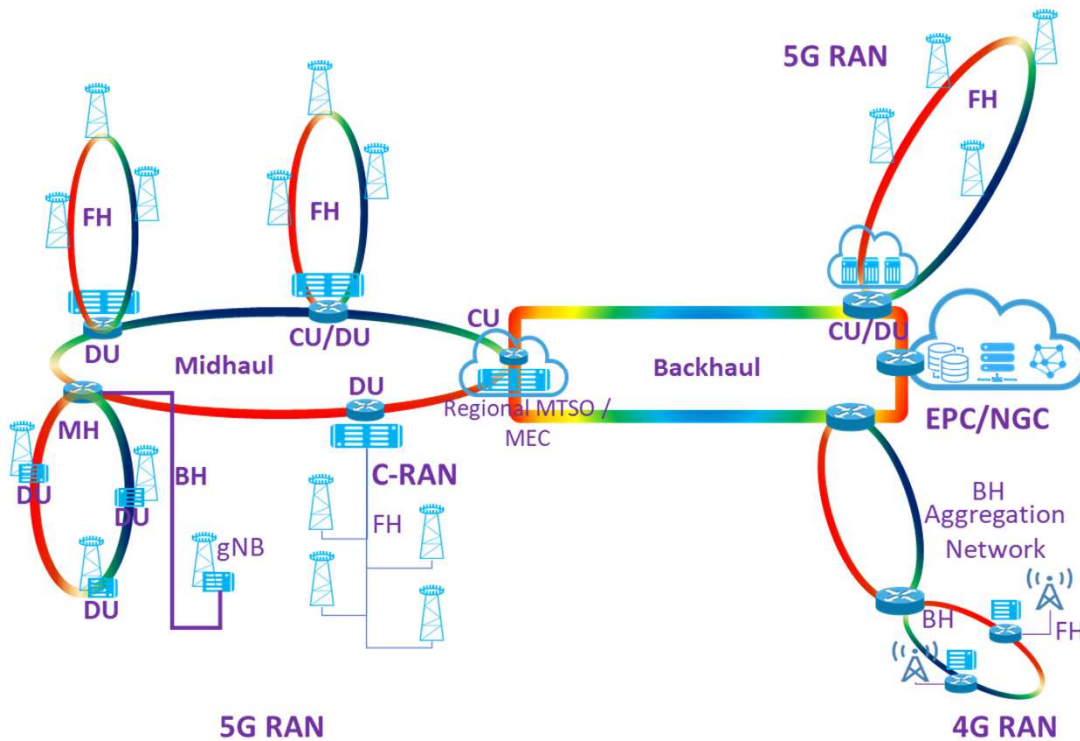 5G RAN
FH
FH
FH
DU
CU/DU
CU
CU/DU
Midhaul
Backhaul
DU
Regional MTSO /
MEC
EPC/NGC
MH
BH
C-RAN
DU
DU
DU
gNB
FH
BH
Aggregation
Network
BH
FH
5G RAN
4G RAN